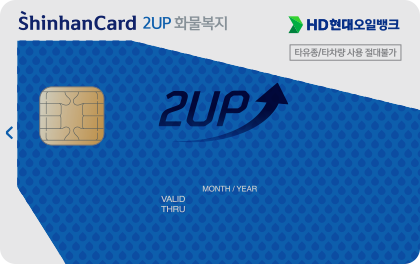 ShinhanCard 2UP 화물복지
HD현대오일뱅크
타유종/타차량 사용 절대불가
2UP
MONTH / YEAR
VALID
THRU